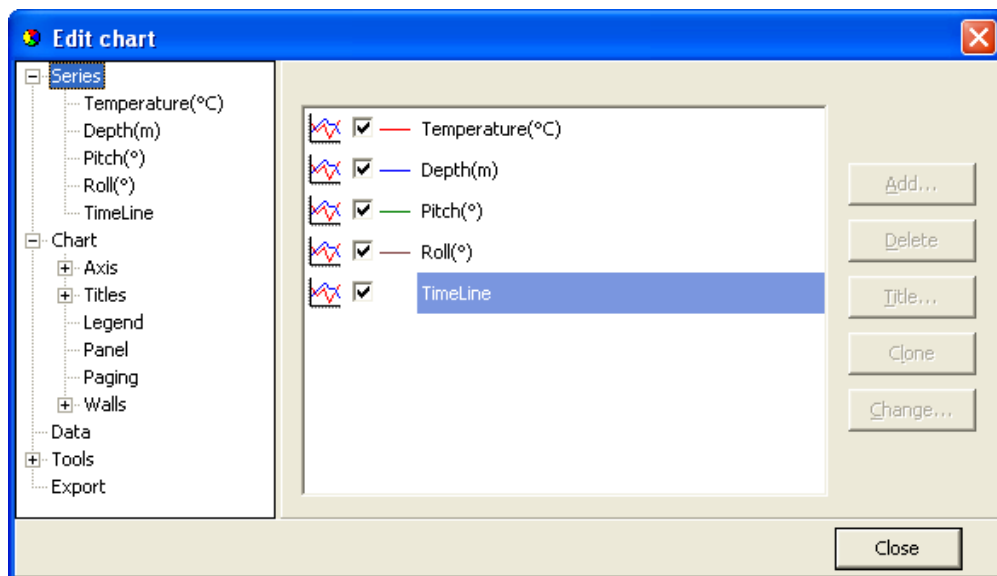 Edit chart
Series
Temperature(°C)
Depth(m)
Pitch(°)
Roll(°)
TimeLine
Chart
Axis
Titles
Legend
Panel
Paging
Walls
Data
Tools
Export
Temperature(°C)
Depth(m)
Pitch(°)
Roll(°)
TimeLine
Add...
Delete
Title...
Clone
Change...
Close